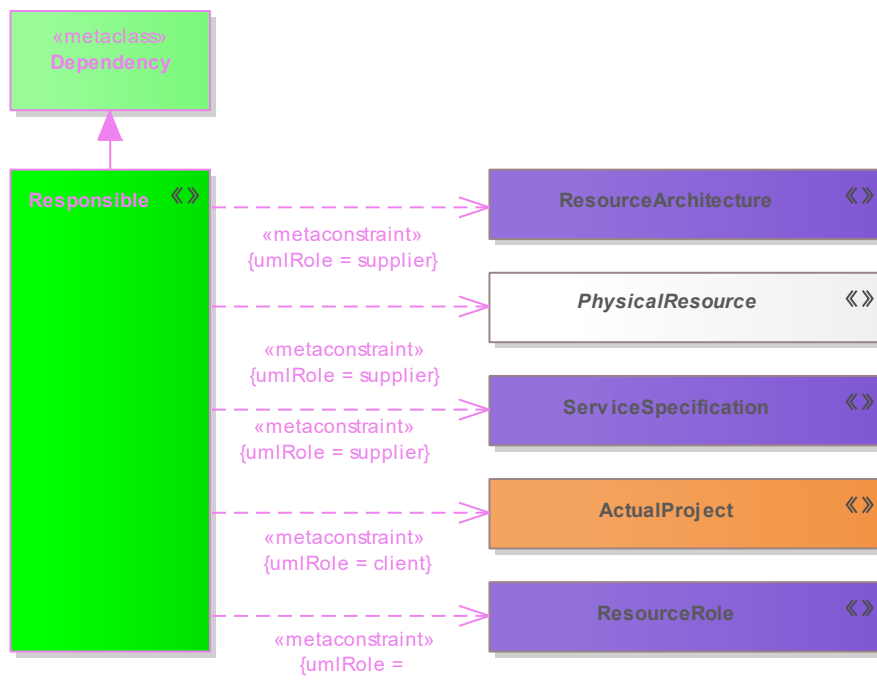 «metaclass»
Dependency
Responsible «»
ResourceArchitecture «»
«metaconstraint»
{umlRole = supplier}
PhysicalResource «»
«metaconstraint»
{umlRole = supplier}
ServiceSpecification «»
«metaconstraint»
{umlRole = supplier}
ActualProject «»
«metaconstraint»
{umlRole = client}
ResourceRole «»
«metaconstraint»
{umlRole =